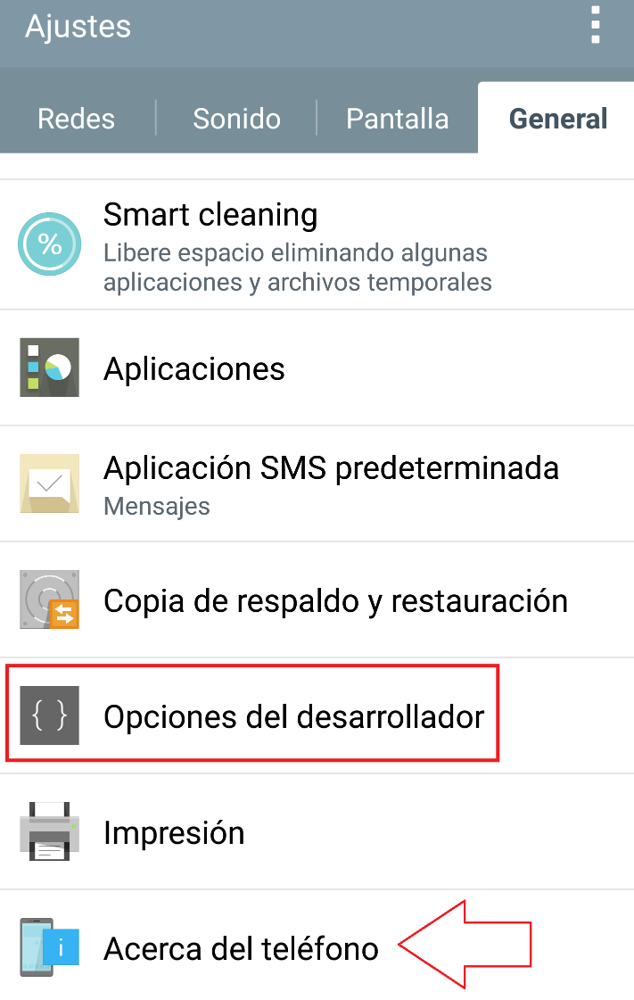 Ajustes
Redes
Sonido
Pantalla
General
%
Smart cleaning
Libere espacio eliminando algunas
aplicaciones y archivos temporales
Aplicaciones
Aplicación SMS predeterminada
Mensajes
Copia de respaldo y restauración
{ }
Opciones del desarrollador
Impresión
i
Acerca del teléfono